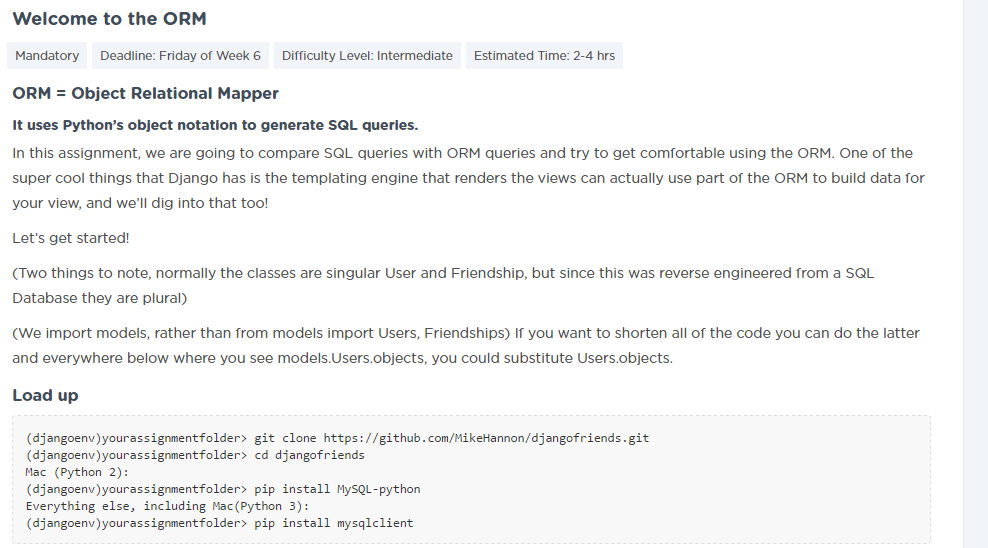 Welcome to the ORM
Mandatory Deadline: Friday of Week 6 Difficulty Level: Intermediate Estimated Time: 2-4 hrs
ORM = Object Relational Mapper
It uses Python's object notation to generate SQL queries.
In this assignment, we are going to compare SQL queries with ORM queries and try to get comfortable using the ORM. One of the
super cool things that Django has is the templating engine that renders the views can actually use part of the ORM to build data for
your view, and we'll dig into that too!
Let's get started!
(Two things to note, normally the classes are singular User and Friendship, but since this was reverse engineered from a SQL
Database they are plural)
(We import models, rather than from models import Users, Friendships) If you want to shorten all of the code you can do the latter
and everywhere below where you see models.Users.objects, you could substitute Users.objects.
Load up
(djangoenv)yourassignmentfolder> git clone https://github.com/MikeHannon/djangofriends.git
(djangoenv)yourassignmentfolder> cd djangofriends
Mac (Python 2):
(djangoenv)yourassignmentfolder> pip install MySQL-python
Everything else, including Mac(Python 3):
(djangoenv)yourassignmentfolder> pip install mysqlclient